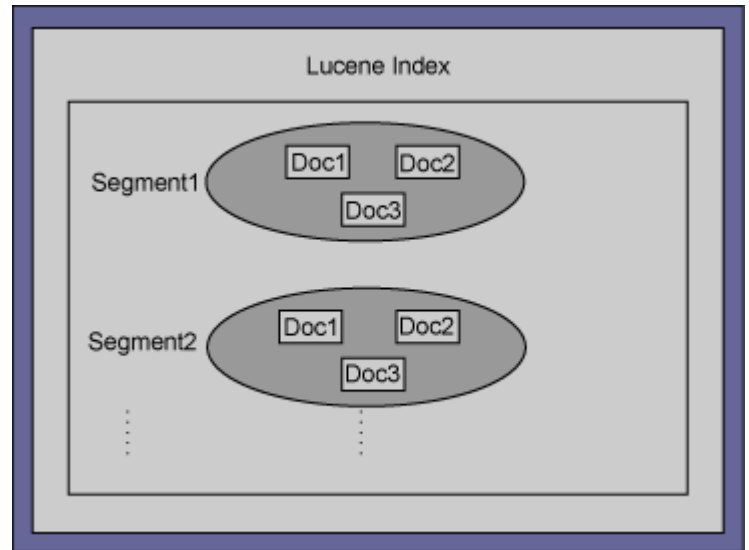 Lucene Index
Doc1 Doc2
Segment1
Doc3
Doc1 Doc2
Segment2
Doc3